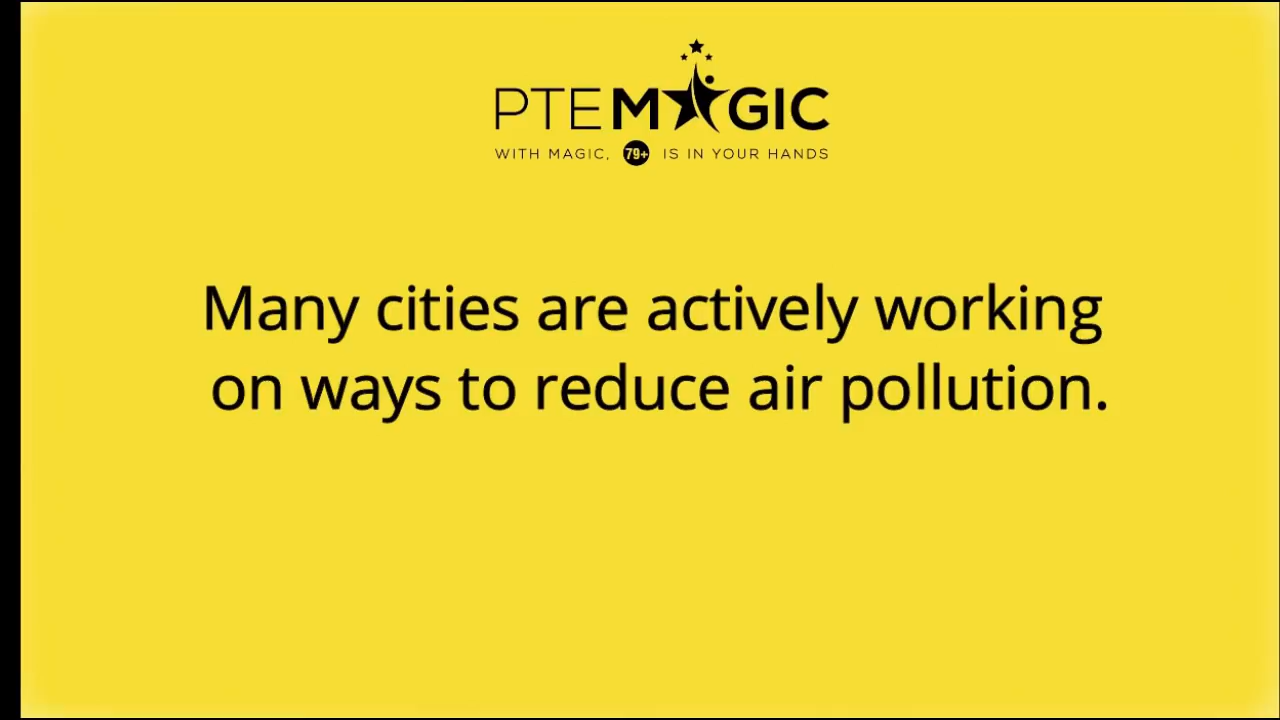 PTEMAGIC
WITH MAGIC, 79+ IS IN YOUR HANDS
Many cities are actively working
on ways to reduce air pollution.